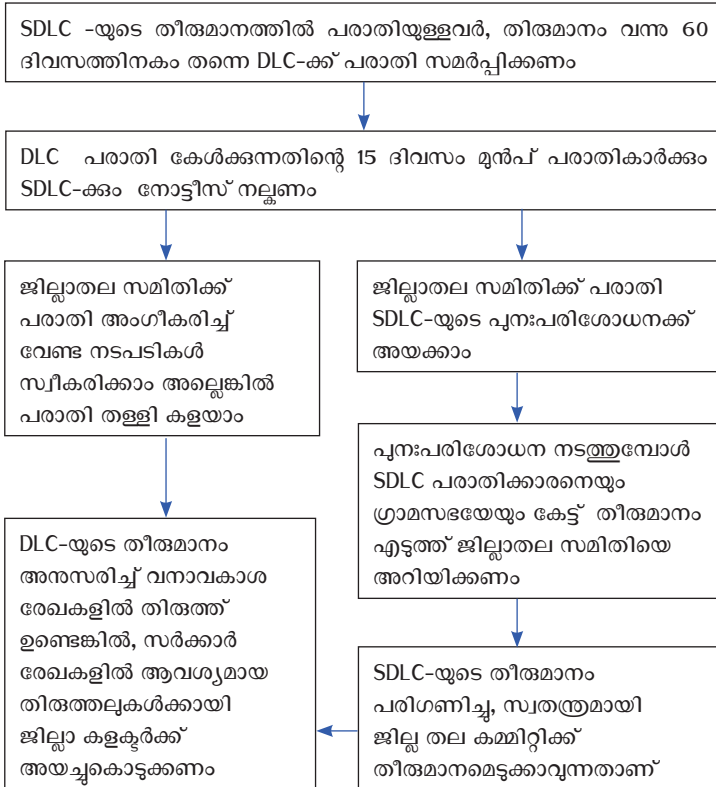 SDLC -യുടെ തീരുമാനത്തിൽ പരാതിയുള്ളവർ, തിരുമാനം വന്നു 60
ദിവസത്തിനകം തന്നെ DLC-ക്ക് പരാതി സമർപ്പിക്കണം
DLC പരാതി കേൾക്കുന്നതിന്റെ 15 ദിവസം മുൻപ് പരാതികാർക്കും
SDLC-ക്കും നോട്ടീസ് നല്കണം
ജില്ലാതല സമിതിക്ക്
പരാതി അംഗീകരിച്ച്
വേണ്ട നടപടികൾ
സ്വീകരിക്കാം അല്ലെങ്കിൽ
പരാതി തള്ളി കളയാം
ജില്ലാതല സമിതിക്ക് പരാതി
SDLC-യുടെ പുനഃപരിശോധനക്ക്
അയക്കാം
പുനഃപരിശോധന നടത്തുമ്പോൾ
SDLC പരാതിക്കാരനെയും
ഗ്രാമസഭയേയും കേട്ട് തീരുമാനം
എടുത്ത് ജില്ലാതല സമിതിയെ
അറിയിക്കണം
DLC-യുടെ തീരുമാനം
അനുസരിച്ച് വനാവകാശ
രേഖകളിൽ തിരുത്ത്
ഉണ്ടെങ്കിൽ, സർക്കാർ
രേഖകളിൽ ആവശ്യമായ
തിരുത്തലുകൾക്കായി
ജില്ലാ കളക്ടർക്ക്
അയച്ചുകൊടുക്കണം
SDLC-യുടെ തീരുമാനം
പരിഗണിച്ചു, സ്വതന്ത്രമായി
ജില്ല തല കമ്മിറ്റിക്ക്
തീരുമാനമെടുക്കാവുന്നതാണ്